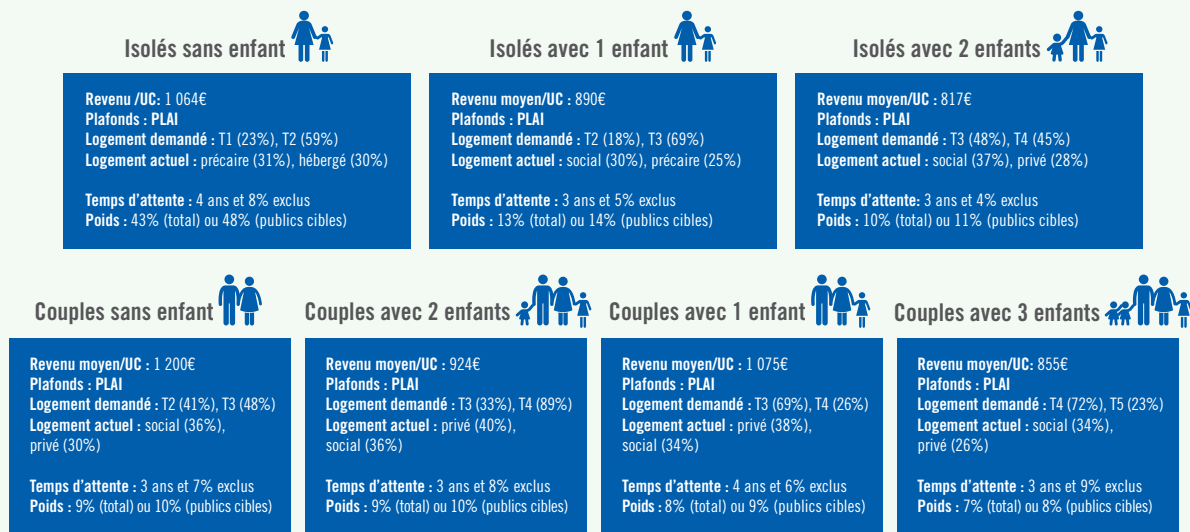 Isolés sans enfant
Revenu /UC: 1 064€
Plafonds : PLAI
Logement demandé : T1 (23%), T2 (59%)
Logement actuel : précaire (31%), hébergé (30%)
Temps d'attente : 4 ans et 8% exclus
Poids : 43% (total) ou 48% (publics cibles)
Isolés avec 1 enfant
Revenu moyen/UC : 890€
Plafonds : PLAI
Logement demandé : T2 (18%), T3 (69%)
Logement actuel : social (30%), précaire (25%)
Temps d'attente : 3 ans et 5% exclus
Poids : 13% (total) ou 14% (publics cibles)
Isolés avec 2 enfants
Revenu moyen/UC : 817€
Plafonds : PLAI
Logement demandé : T3 (48%), T4 (45%)
Logement actuel : social (37%), privé (28%)
Temps d'attente: 3 ans et 4% exclus
Poids : 10% (total) ou 11% (publics cibles)
Couples sans enfant
Revenu moyen/UC : 1 200€
Plafonds : PLAI
Logement demandé : T2 (41%), T3 (48%)
Logement actuel : social (36%),
privé (30%)
Temps d'attente : 3 ans et 7% exclus
Poids : 9% (total) ou 10% (publics cibles)
Couples avec 2 enfants
Revenu moyen/UC : 924€
Plafonds : PLAI
Logement demandé : T3 (33%), T4 (89%)
Logement actuel : privé (40%),
social (36%)
Temps d'attente : 3 ans et 8% exclus
Poids : 9% (total) ou 10% (publics cibles)
Couples avec 1 enfant
Revenu moyen/UC : 1 075€
Plafonds : PLAI
Logement demandé : T3 (69%), T4 (26%)
Logement actuel : privé (38%),
social (34%)
Temps d'attente : 4 ans et 6% exclus
Poids : 8% (total) ou 9% (publics cibles)
Couples avec 3 enfants
Revenu moyen/UC: 855€
Plafonds : PLAI
Logement demandé : T4 (72%), T5 (23%)
Logement actuel : social (34%),
privé (26%)
Temps d'attente : 3 ans et 9% exclus
Poids : 7% (total) ou 8% (publics cibles)